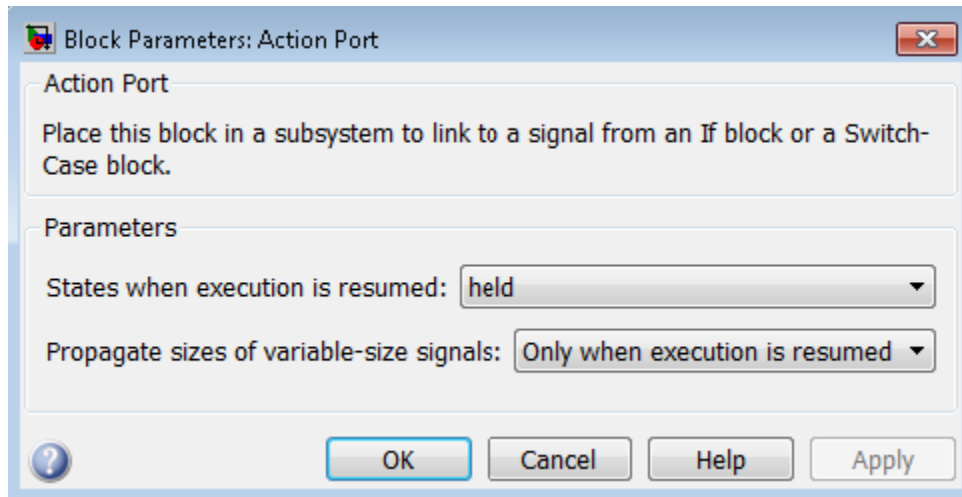 Block Parameters: Action Port
Action Port
Place this block in a subsystem to link to a signal from an If block or a Switch-
Case block.
Parameters
States when execution is resumed: held
Propagate sizes of variable-size signals: Only when execution is resumed
? OK Cancel Help Apply